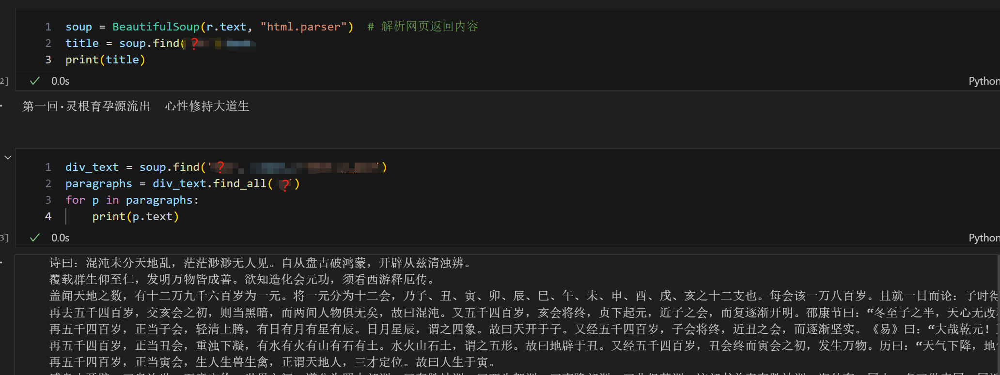 1 soup = BeautifulSoup(r.text, "html.parser")  # 解析网页返回内容
2 title = soup.find(?
3 print(title)
2] 0.0s Python
第一回·灵根育孕源流出  心性修持大道生
1 div_text = soup.find('?')
2 paragraphs = div_text.find_all(?')
3 for p in paragraphs:
4     print(p.text)
3] 0.0s Python
诗曰：混沌未分天地乱，茫茫渺渺无人见。自从盘古破鸿蒙，开辟从兹清浊辨。
覆载群生仰至仁，发明万物皆成善。欲知造化会元功，须看西游释厄传。
盖闻天地之数，有十二万九千六百岁为一元。将一元分为十二会，乃子、丑、寅、卯、辰、巳、午、未、申、酉、戌、亥之十二支也。每会该一万八百岁。且就一日而论：子时得
再去五千四百岁，交亥会之初，则当黑暗，而两间人物俱无矣，故曰混沌。又五千四百岁，亥会将终，贞下起元，近子之会，而复逐渐开明。邵康节曰：“冬至子之半，天心无改
再五千四百岁，正当子会，轻清上腾，有日有月有星有辰。日月星辰，谓之四象。故曰天开于子。又经五千四百岁，子会将终，近丑之会，而逐渐坚实。《易》曰：“大哉乾元！
再五千四百岁，正当丑会，重浊下凝，有水有火有山有石有土。水火山石土，谓之五形。故曰地辟于丑。又经五千四百岁，丑会终而寅会之初，发生万物。历曰：“天气下降，地
再五千四百岁，正当寅会，生人生兽生禽，正谓天地人，三才定位。故曰人生于寅。